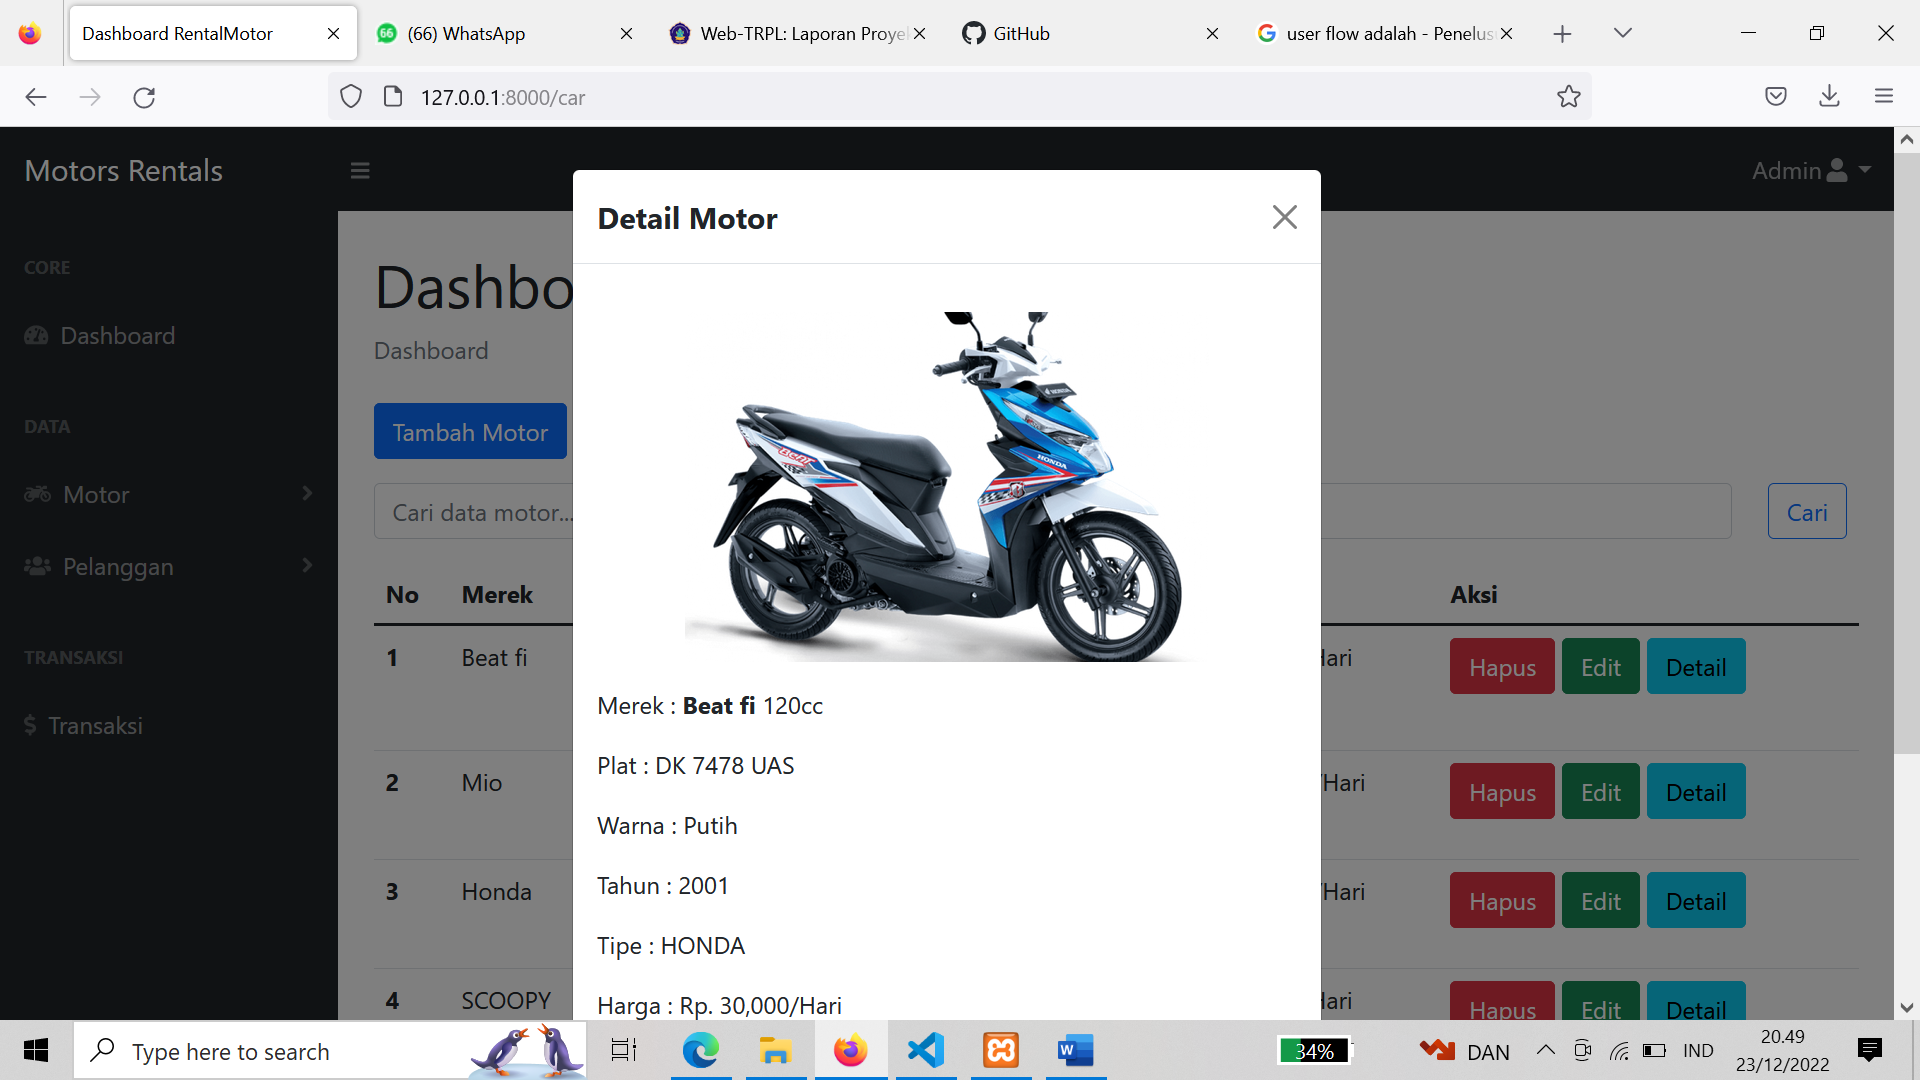 Dashboard RentalMotor
(66) WhatsApp
Web-TRPL: Laporan Proye
GitHub
user flow adalah - Penelus
127.0.0.1:8000/car
Motors Rentals
Admin
CORE
Dashboard
DATA
Motor
Pelanggan
TRANSAKSI
Transaksi
Dashbo
Dashboard
Tambah Motor
Cari data motor...
Cari
No Merek Aksi
1 Beat fi Hari Hapus Edit Detail
2 Mio /Hari Hapus Edit Detail
3 Honda /Hari Hapus Edit Detail
4 SCOOPY Hari Hapus Edit Detail
Detail Motor
BeAT
HONDA
Merek : Beat fi 120cc
Plat : DK 7478 UAS
Warna : Putih
Tahun : 2001
Tipe : HONDA
Harga : Rp. 30,000/Hari
Type here to search
34%
DAN
IND
20.49
23/12/2022